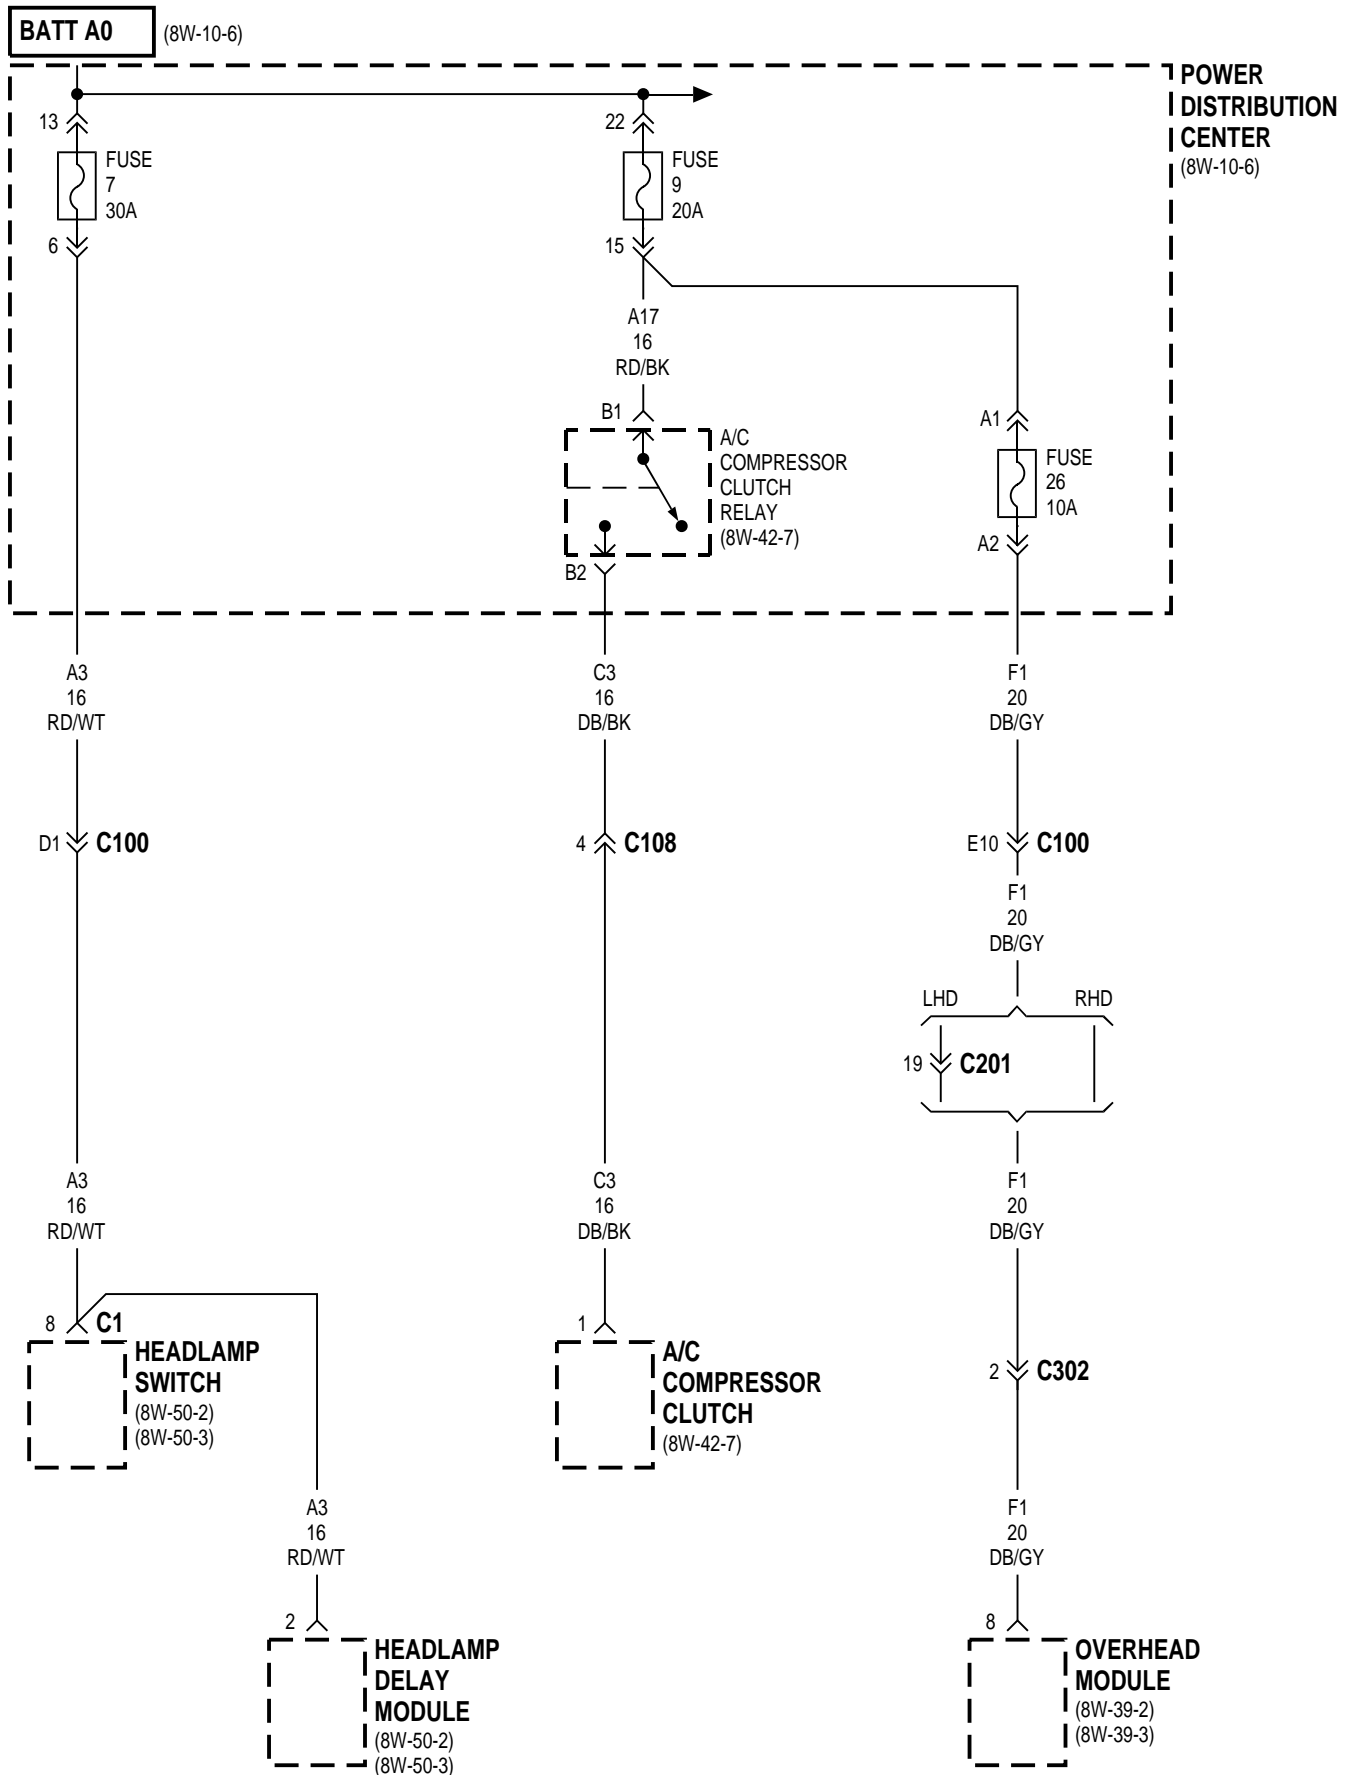 BATT A0 (8W-10-6)
POWER
DISTRIBUTION
CENTER
(8W-10-6)
13
FUSE
7
30A
6
22
FUSE
9
20A
15
A17
16
RD/BK
B1
A/C
COMPRESSOR
CLUTCH
RELAY
(8W-42-7)
B2
A1
FUSE
26
10A
A2
A3
16
RD/WT
C3
16
DB/BK
F1
20
DB/GY
D1 C100
4 C108
E10 C100
F1
20
DB/GY
LHD RHD
19 C201
A3
16
RD/WT
C3
16
DB/BK
F1
20
DB/GY
8 C1
HEADLAMP
SWITCH
(8W-50-2)
(8W-50-3)
1
A/C
COMPRESSOR
CLUTCH
(8W-42-7)
2 C302
A3
16
RD/WT
F1
20
DB/GY
2
HEADLAMP
DELAY
MODULE
(8W-50-2)
(8W-50-3)
8
OVERHEAD
MODULE
(8W-39-2)
(8W-39-3)